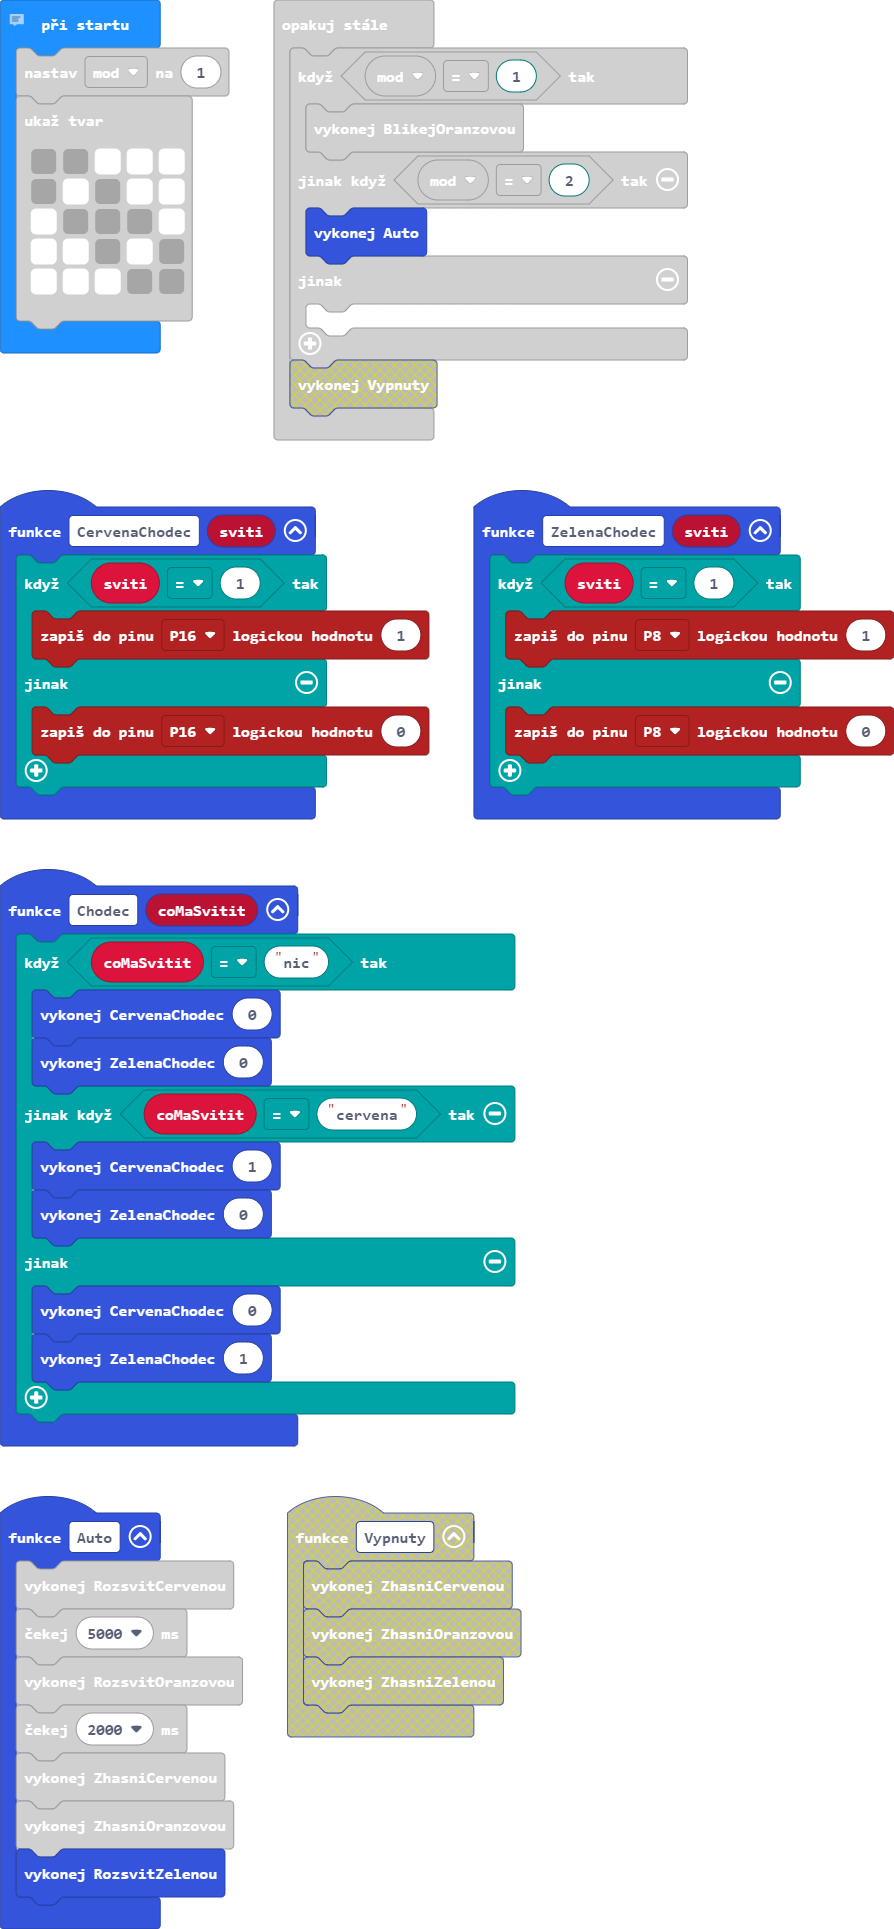 při startu
nastav mod na 1
ukaž tvar
opakuj stále
když mod = 1 tak
vykonej BlikejOranzovou
jinak když mod = 2 tak
vykonej Auto
jinak
vykonej Vypnuty
funkce CervenaChodec sviti
když sviti = 1 tak
zapiš do pinu P16 logickou hodnotu 1
jinak
zapiš do pinu P16 logickou hodnotu 0
funkce ZelenaChodec sviti
když sviti = 1 tak
zapiš do pinu P8 logickou hodnotu 1
jinak
zapiš do pinu P8 logickou hodnotu 0
funkce Chodec coMaSvitit
když coMaSvitit = "nic" tak
vykonej CervenaChodec 0
vykonej ZelenaChodec 0
jinak když coMaSvitit = "cervena" tak
vykonej CervenaChodec 1
vykonej ZelenaChodec 0
jinak
vykonej CervenaChodec 0
vykonej ZelenaChodec 1
funkce Auto
vykonej RozsvitCervenou
čekej 5000 ms
vykonej RozsvitOranzovou
čekej 2000 ms
vykonej ZhasniCervenou
vykonej ZhasniOranzovou
vykonej RozsvitZelenou
funkce Vypnuty
vykonej ZhasniCervenou
vykonej ZhasniOranzovou
vykonej ZhasniZelenou